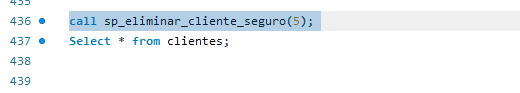 435
436 call sp_eliminar_cliente_seguro(5);
437 Select * from clientes;
438
439